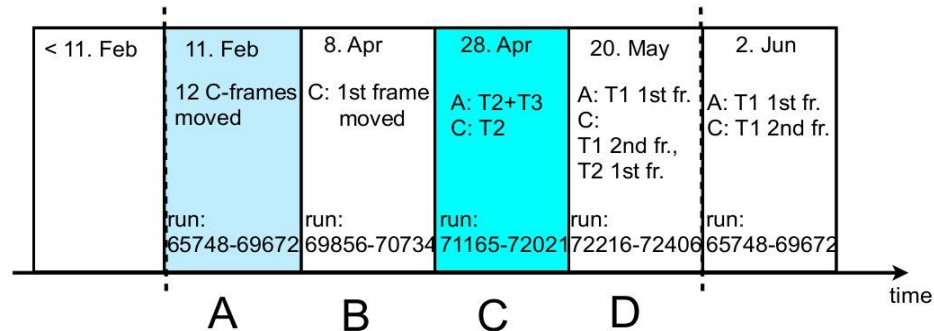 < 11. Feb
11. Feb
12 C-frames
moved
run:
65748-69672
8. Apr
C: 1st frame
moved
run:
69856-70734
28. Apr
A: T2+T3
C: T2
run:
71165-72021
20. May
A: T1 1st fr.
C:
T1 2nd fr.,
T2 1st fr.
run:
72216-72406
2. Jun
A: T1 1st fr.
C: T1 2nd fr.
run:
65748-69672
time
A
B
C
D